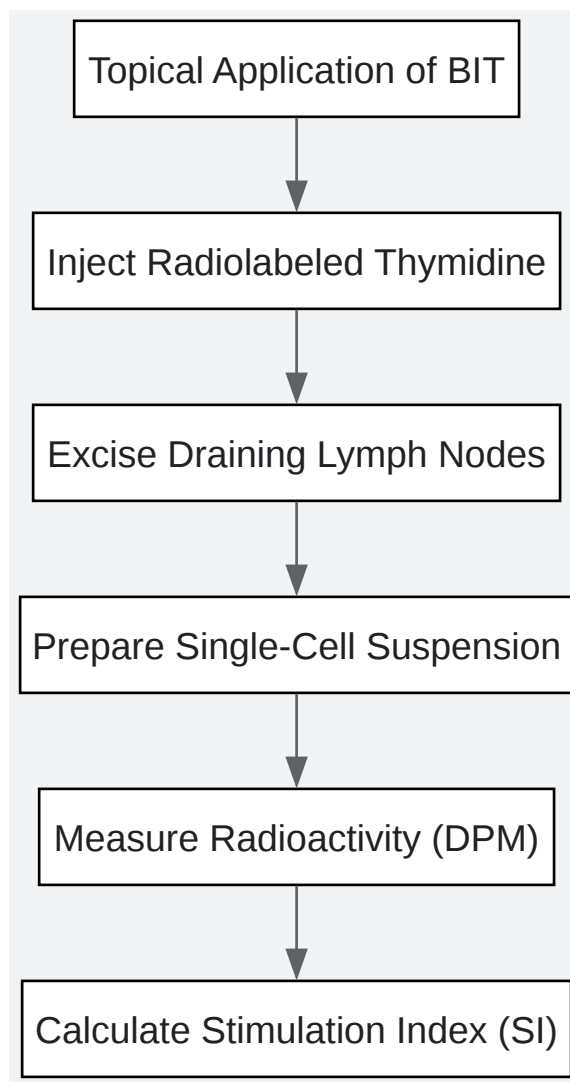 Topical Application of BIT
Inject Radiolabeled Thymidine
Excise Draining Lymph Nodes
Prepare Single-Cell Suspension
Measure Radioactivity (DPM)
Calculate Stimulation Index (SI)